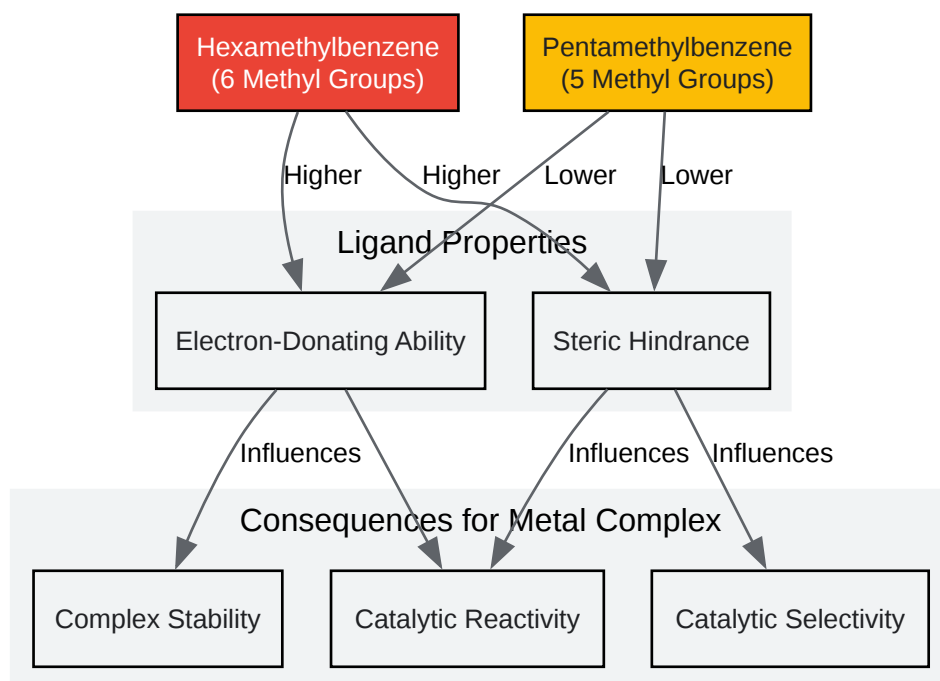 Hexamethylbenzene
(6 Methyl Groups)
Pentamethylbenzene
(5 Methyl Groups)
Higher
Higher
Lower
Lower
Ligand Properties
Electron-Donating Ability
Steric Hindrance
Influences
Influences
Influences
Consequences for Metal Complex
Complex Stability
Catalytic Reactivity
Catalytic Selectivity